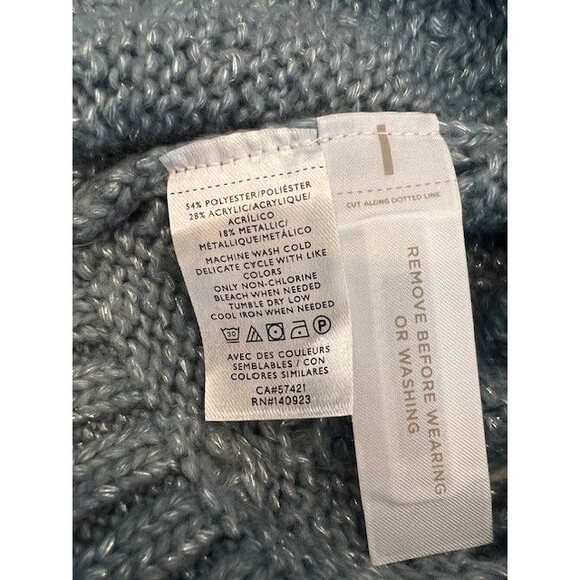 54% POLYESTER/POLIÉSTER
28% ACRYLIC/ACRYLIQUE/
ACRÍLICO
18% METALLIC/
MÉTALLIQUE/METÁLICO
MACHINE WASH COLD
DELICATE CYCLE WITH LIKE
COLORS
ONLY NON-CHLORINE
BLEACH WHEN NEEDED
TUMBLE DRY LOW
COOL IRON WHEN NEEDED
30 P
AVEC DES COULEURS
SEMBLABLES / CON
COLORES SIMILARES
CA#57421
RN#140923
CUT ALONG DOTTED LINE
REMOVE BEFORE WEARING
OR WASHING